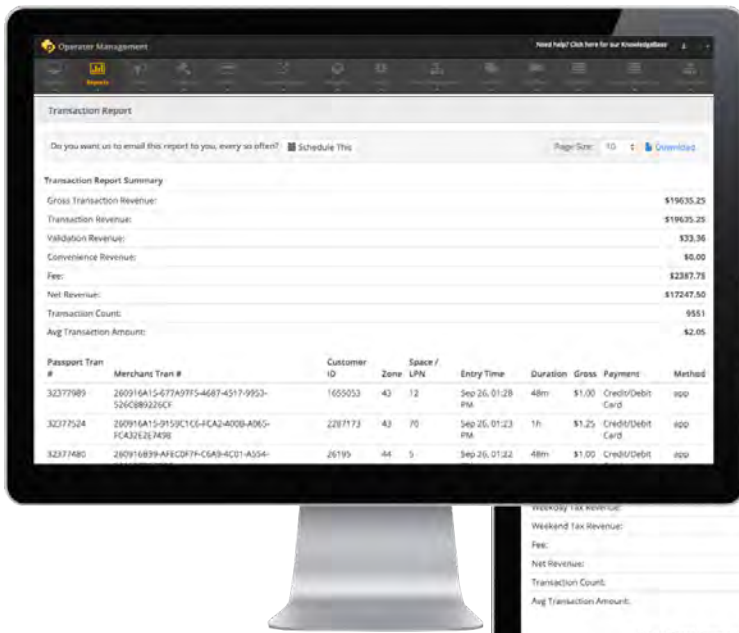 Operator Management
Need help? Click here for our KnowledgeBase
Reports
Transaction Report
Do you want us to email this report to you, every so often? Schedule This
Page Size: 10 Download
Transaction Report Summary
Gross Transaction Revenue: $19635.25
Transaction Revenue: $19635.25
Validation Revenue: $33.36
Convenience Revenue: $0.00
Fee: $2387.75
Net Revenue: $17247.50
Transaction Count: 9551
Avg Transaction Amount: $2.05
Passport Tran # Merchant Tran # Customer ID Zone Space / LPN Entry Time Duration Gross Payment Method
32377989 260916A15-677A97F5-4687-4517-9953-
526CB89226CF 1655053 43 12 Sep 26, 01:28 PM 48m $1.00 Credit/Debit Card app
32377524 260916A15-9159C1C6-FCA2-400B-A065-
FC432E2E7498 2287173 43 70 Sep 26, 01:23 PM 1h $1.25 Credit/Debit Card app
32377480 260916B39-AFECDF7F-C6A9-4C01-A554-
26195 44 5 Sep 26, 01:22 48m $1.00 Credit/Debit app
Weekday Tax Revenue:
Weekend Tax Revenue:
Fee:
Net Revenue:
Transaction Count:
Avg Transaction Amount: